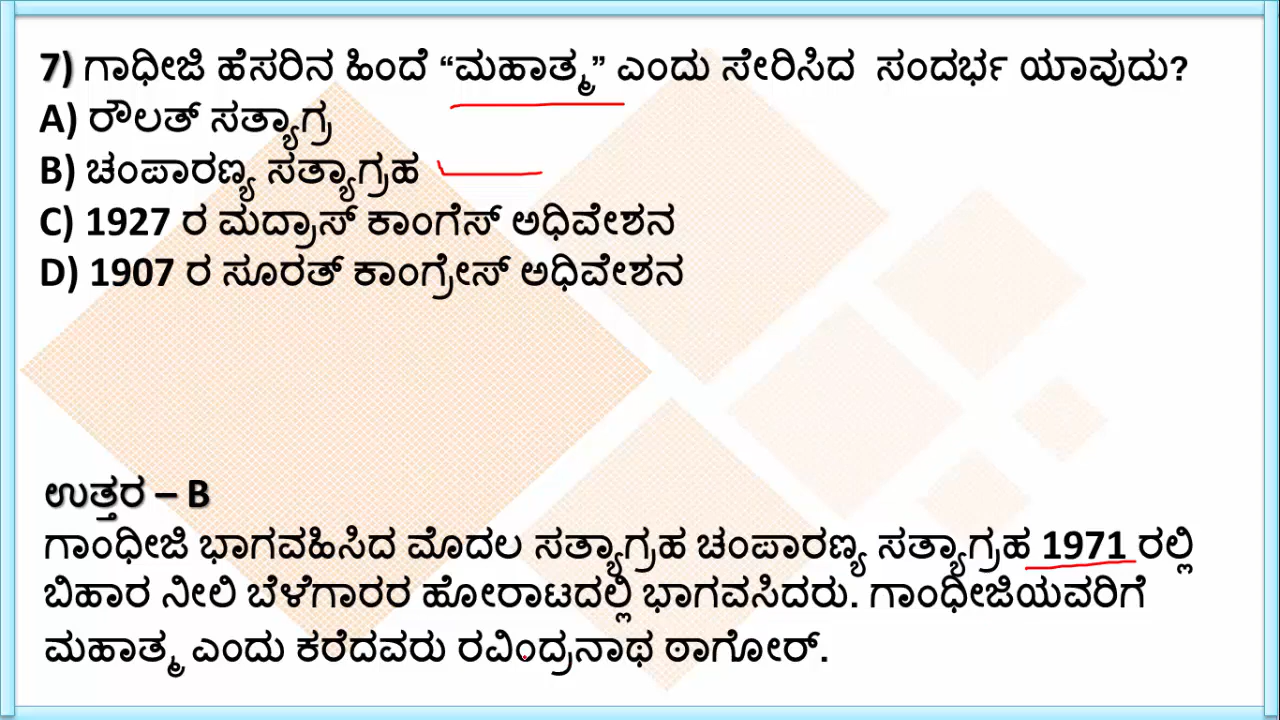 7) ಗಾಧೀಜಿ ಹೆಸರಿನ ಹಿಂದೆ “ಮಹಾತ್ಮ” ಎಂದು ಸೇರಿಸಿದ ಸಂದರ್ಭ ಯಾವುದು?
A) ರೌಲತ್ ಸತ್ಯಾಗ್ರ
B) ಚಂಪಾರಣ್ಯ ಸತ್ಯಾಗ್ರಹ
C) 1927 ರ ಮದ್ರಾಸ್ ಕಾಂಗೆಸ್ ಅಧಿವೇಶನ
D) 1907 ರ ಸೂರತ್ ಕಾಂಗ್ರೇಸ್ ಅಧಿವೇಶನ
ಉತ್ತರ – B
ಗಾಂಧೀಜಿ ಭಾಗವಹಿಸಿದ ಮೊದಲ ಸತ್ಯಾಗ್ರಹ ಚಂಪಾರಣ್ಯ ಸತ್ಯಾಗ್ರಹ 1971 ರಲ್ಲಿ
ಬಿಹಾರ ನೀಲಿ ಬೆಳೆಗಾರರ ಹೋರಾಟದಲ್ಲಿ ಭಾಗವಸಿದರು. ಗಾಂಧೀಜಿಯವರಿಗೆ
ಮಹಾತ್ಮ ಎಂದು ಕರೆದವರು ರವಿಂದ್ರನಾಥ ಠಾಗೋರ್.